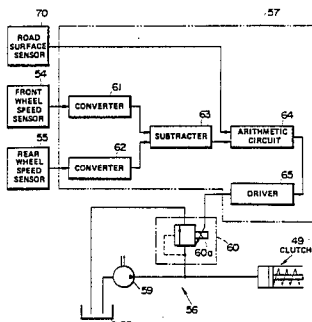 70
57
ROAD
SURFACE
SENSOR
54
FRONT
WHEEL
SPEED
SENSOR
61
CONVERTER
63
SUBTRACTER
64
ARITHMETIC
CIRCUIT
55
REAR
WHEEL
SPEED
SENSOR
62
CONVERTER
65
DRIVER
60
60a
49
CLUTCH
59
56